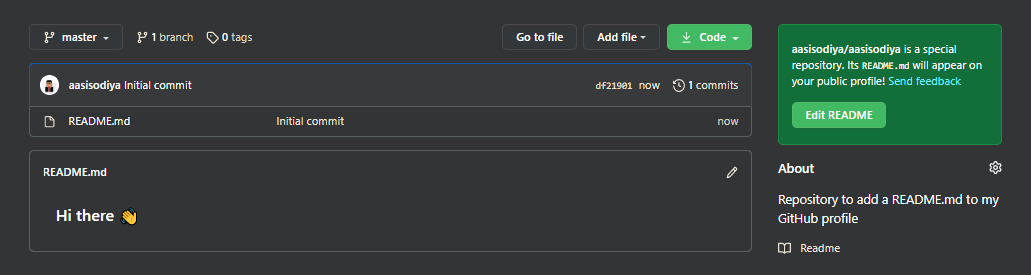 master 1 branch 0 tags Go to file Add file Code
aasisodiya Initial commit df21901 now 1 commits
README.md Initial commit now
README.md
Hi there 👋
aasisodiya/aasisodiya is a special
repository. Its README.md will appear on
your public profile! Send feedback
Edit README
About
Repository to add a README.md to my
GitHub profile
Readme